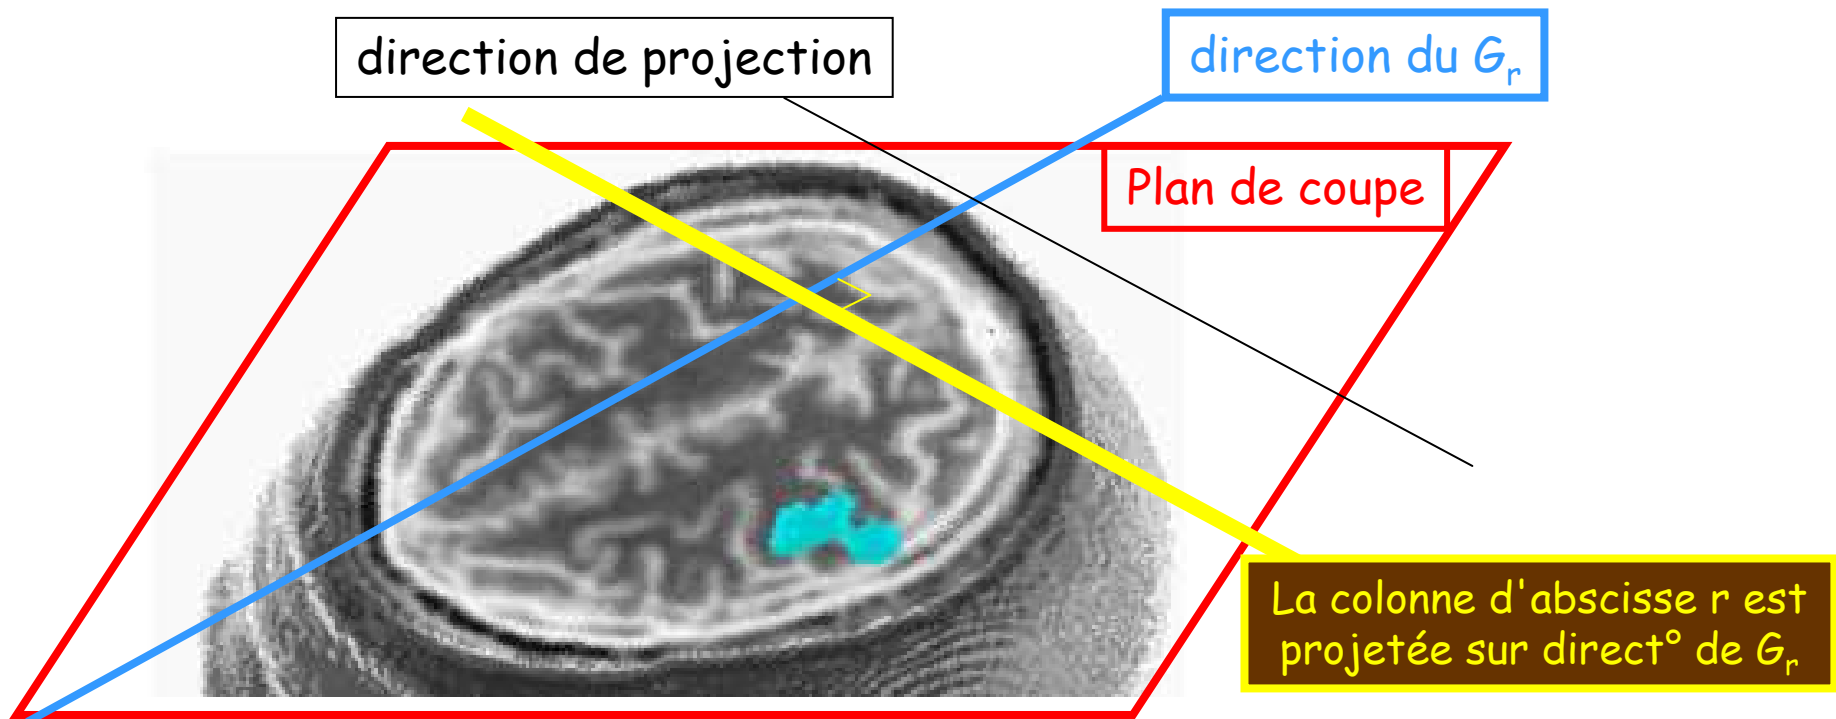 direction de projection
direction du Gr
Plan de coupe
La colonne d'abscisse r est
projetée sur direct° de Gr